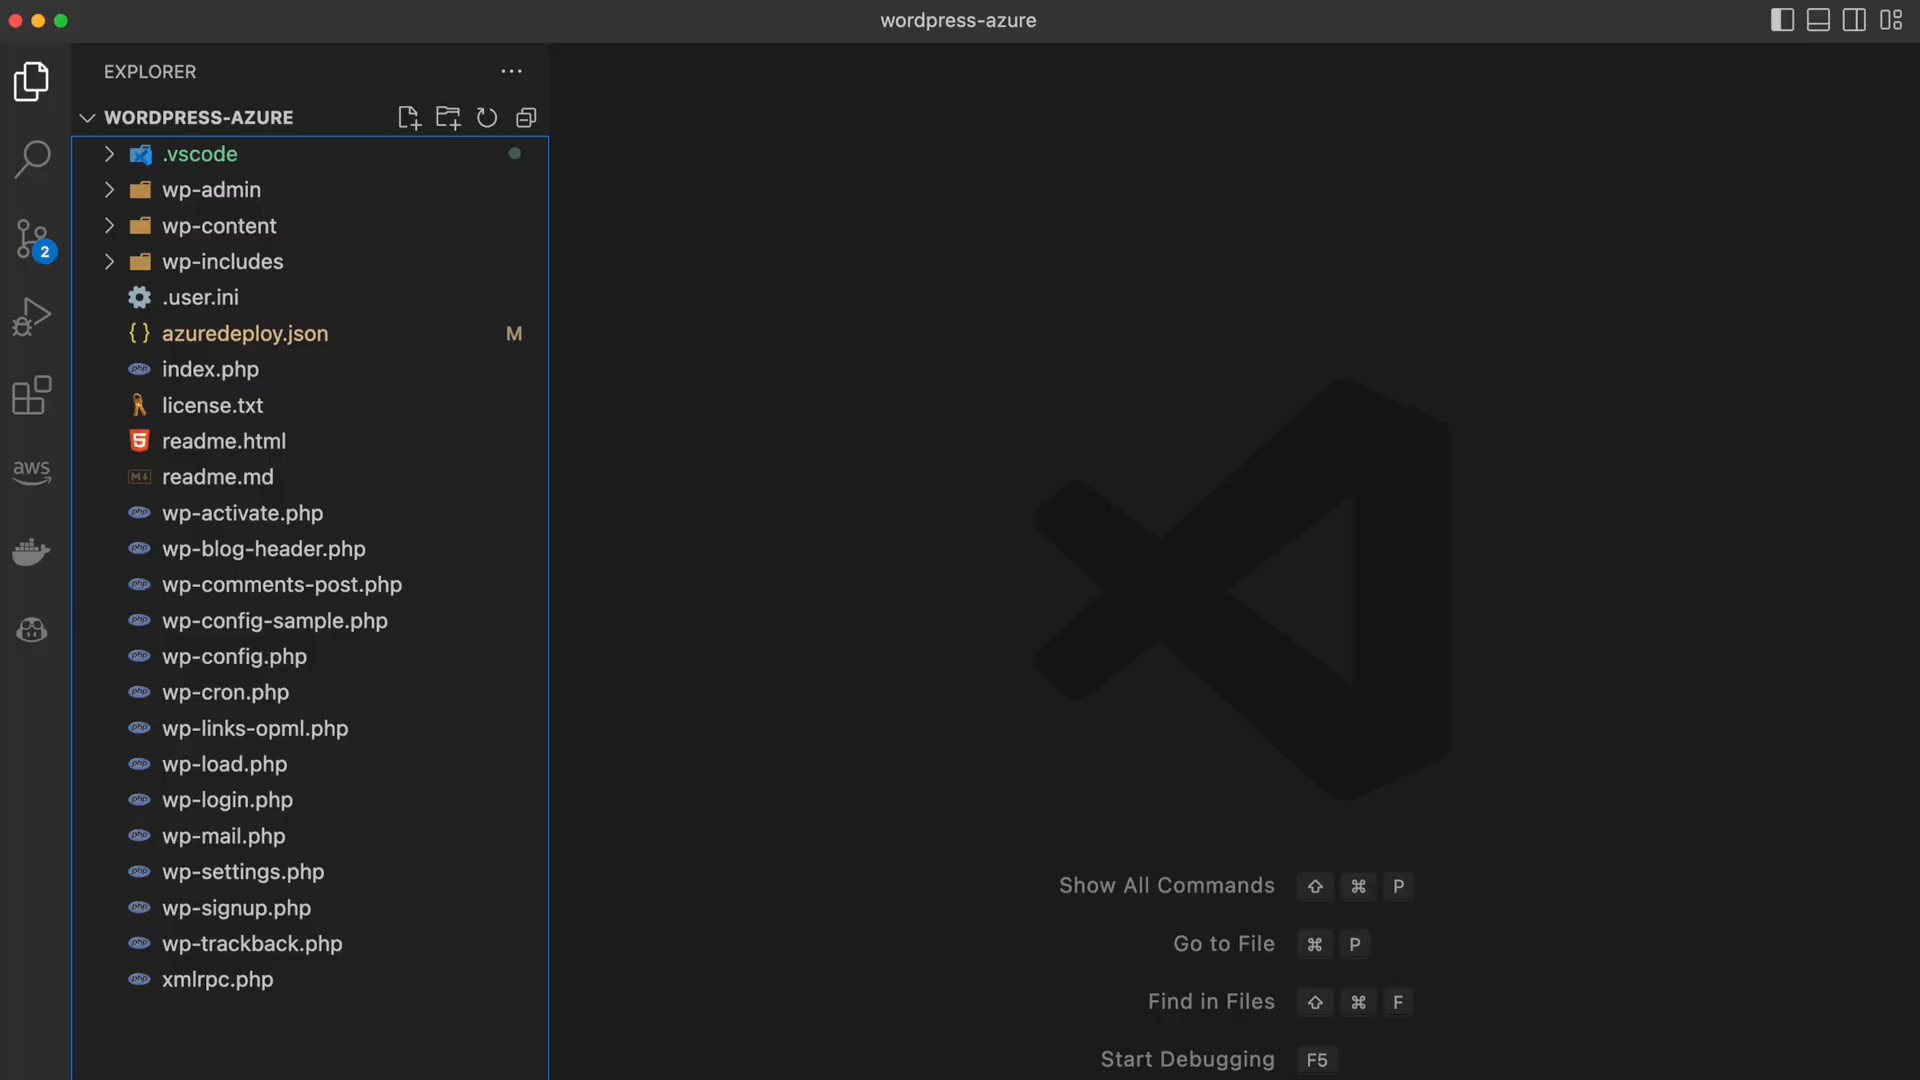 wordpress-azure
EXPLORER
WORDPRESS-AZURE
.vscode
wp-admin
wp-content
wp-includes
.user.ini
azuredeploy.json M
index.php
license.txt
readme.html
readme.md
wp-activate.php
wp-blog-header.php
wp-comments-post.php
wp-config-sample.php
wp-config.php
wp-cron.php
wp-links-opml.php
wp-load.php
wp-login.php
wp-mail.php
wp-settings.php
wp-signup.php
wp-trackback.php
xmlrpc.php
2
aws
Show All Commands ⇧ ⌘ P
Go to File ⌘ P
Find in Files ⇧ ⌘ F
Start Debugging F5